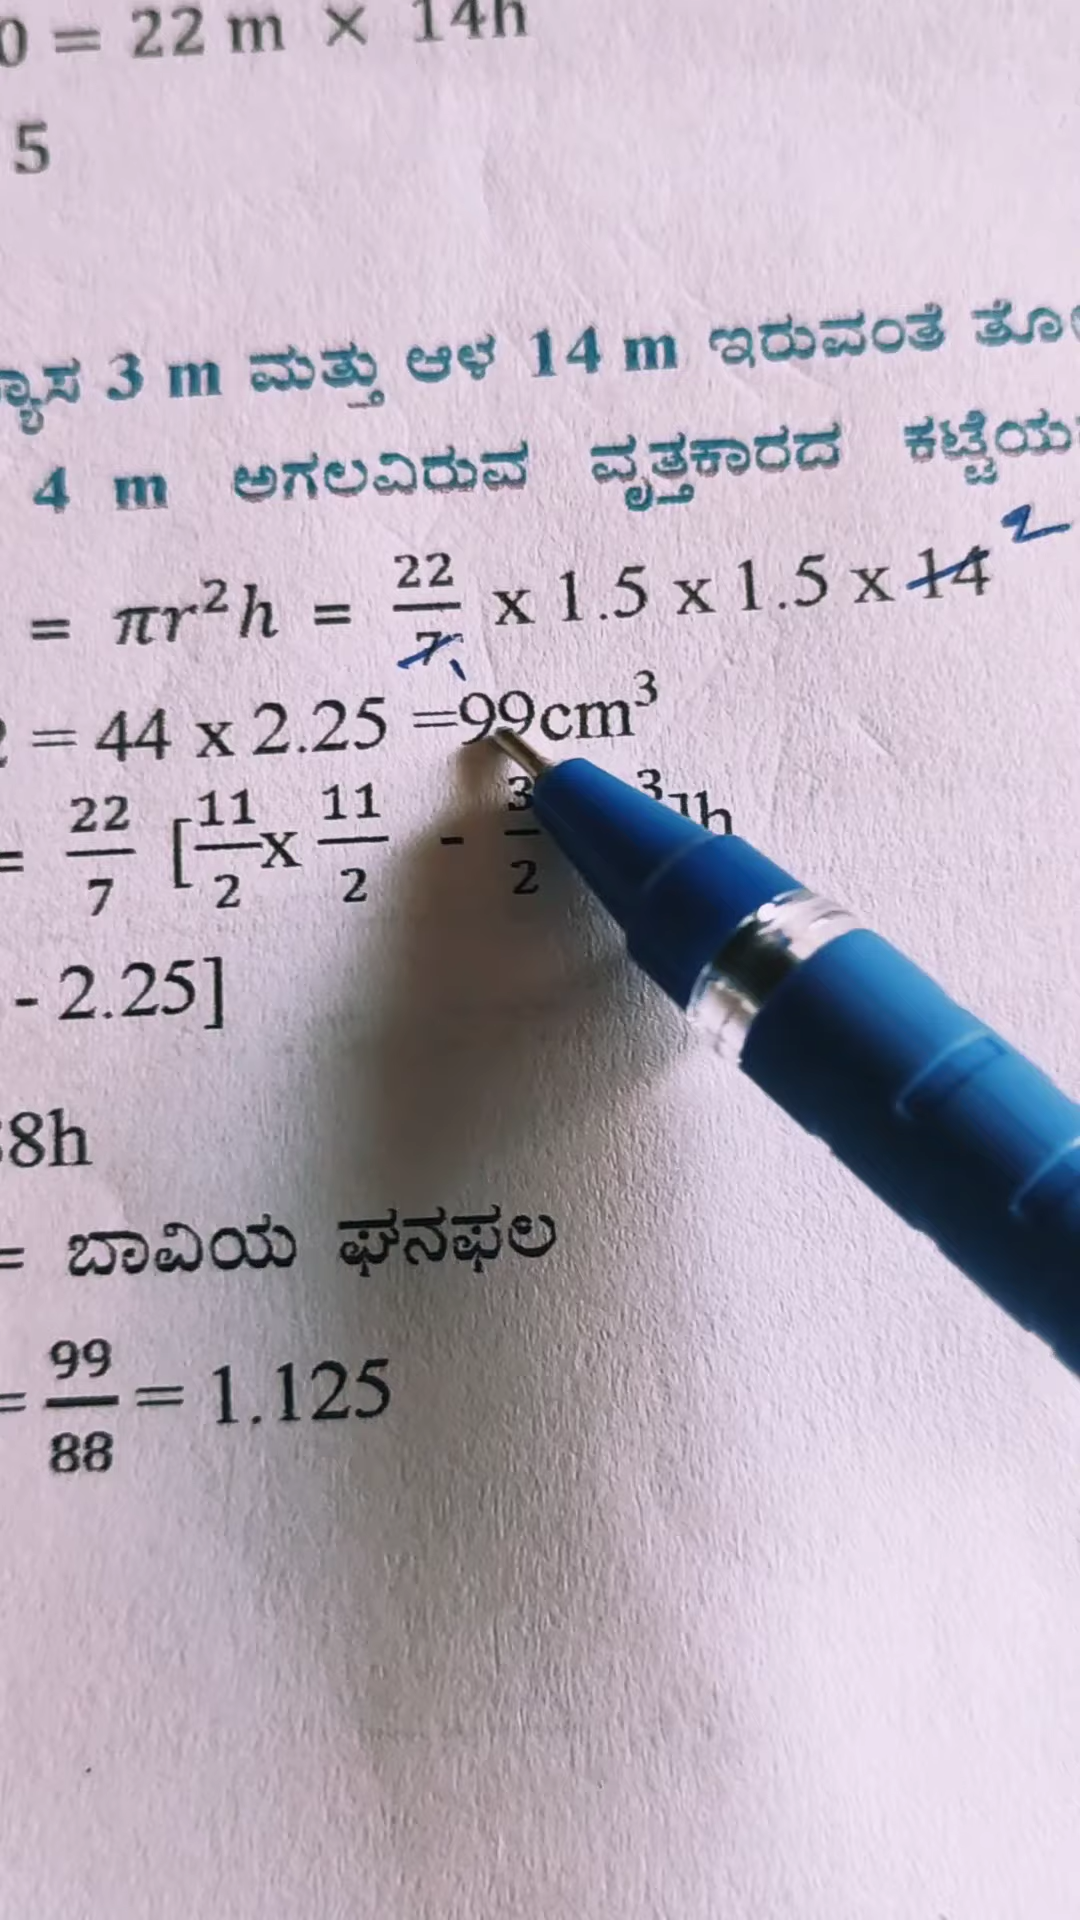 0 = 22 m × 14h
5
ವ್ಯಾಸ 3 m ಮತ್ತು ಆಳ 14 m ಇರುವಂತೆ
4 m ಅಗಲವಿರುವ ವೃತ್ತಕಾರದ
= πr²h = 22/7 x 1.5 x 1.5 x 14 2
= 44 x 2.25 =99cm³
= 22/7 [11/2 x 11/2 - 3/2 3 ]h
- 2.25]
8h
= ಬಾವಿಯ ಘನಫಲ
= 99/88 = 1.125